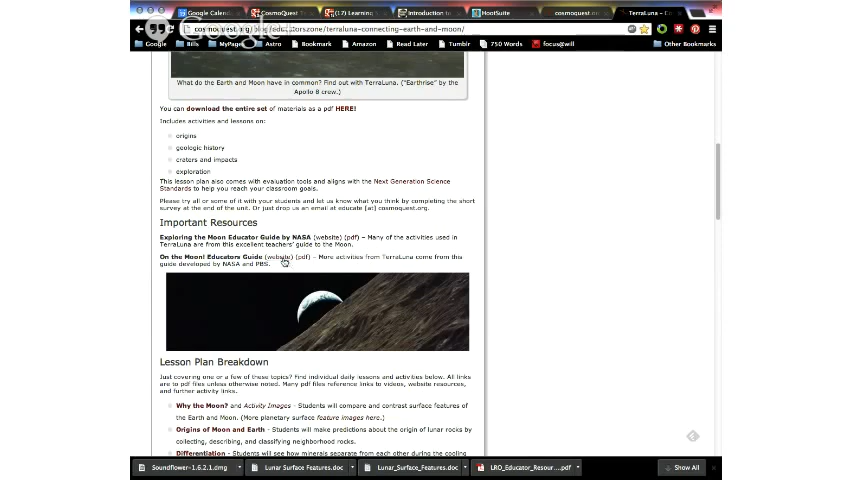 Google Calend
CosmoQuest
(17) Learning
Introduction
HootSuite
cosmoquest
TerraLuna
cosmoquest.org/blog/educatorszone/terraluna-connecting-earth-and-moon/
Google+
Google Bills MyPage Astro Bookmark Amazon Read Later Tumblr 750 Words focus@will Other Bookmarks
What do the Earth and Moon have in common? Find out with TerraLuna. ("Earthrise" by the
Apollo 8 crew.)
You can download the entire set of materials as a pdf HERE!
Includes activities and lessons on:
origins
geologic history
craters and impacts
exploration
This lesson plan also comes with evaluation tools and aligns with the Next Generation Science
Standards to help you reach your classroom goals.
Please try all or some of it with your students and let us know what you think by completing the short
survey at the end of the unit. Or just drop us an email at educate [at] cosmoquest.org.
Important Resources
Exploring the Moon Educator Guide by NASA (website) (pdf) – Many of the activities used in
TerraLuna are from this excellent teachers' guide to the Moon.
On the Moon! Educators Guide (website) (pdf) – More activities from TerraLuna come from this
guide developed by NASA and PBS.
Lesson Plan Breakdown
Just covering one or a few of these topics? Find individual daily lessons and activities below. All links
are to pdf files unless otherwise noted. Many pdf files reference links to videos, website resources,
and further activity links.
Why the Moon? and Activity Images - Students will compare and contrast surface features of
the Earth and Moon. (More planetary surface feature images here.)
Origins of Moon and Earth - Students will make predictions about the origin of lunar rocks by
collecting, describing, and classifying neighborhood rocks.
Differentiation - Students will see how minerals separate from each other during the cooling
Soundflower-1.6.2.1.dmg Lunar Surface Features.doc Lunar_Surface_Features.doc LRO_Educator_Resour....pdf Show All